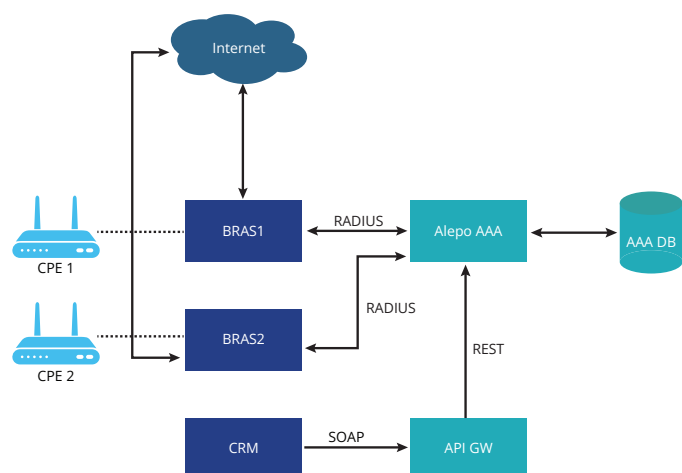 Internet
BRAS1
RADIUS
Alepo AAA
AAA DB
CPE 1
RADIUS
BRAS2
REST
CPE 2
CRM
SOAP
API GW